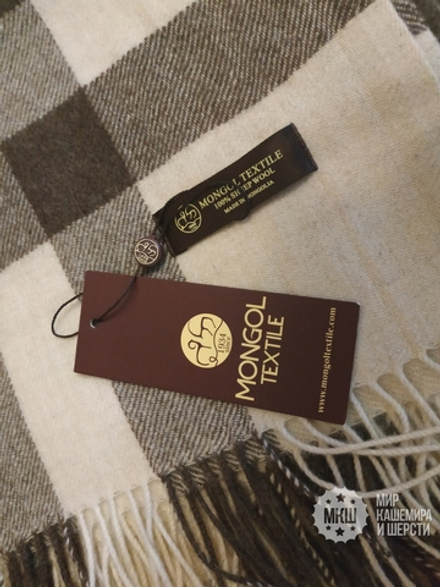 MONGOL TEXTILE
100% SHEEP WOOL
MADE IN MONGOLIA
1934
MONGOL
TEXTILE
www.mongoltextile.com
МКШ
МИР
КАШЕМИРА
И ШЕРСТИ